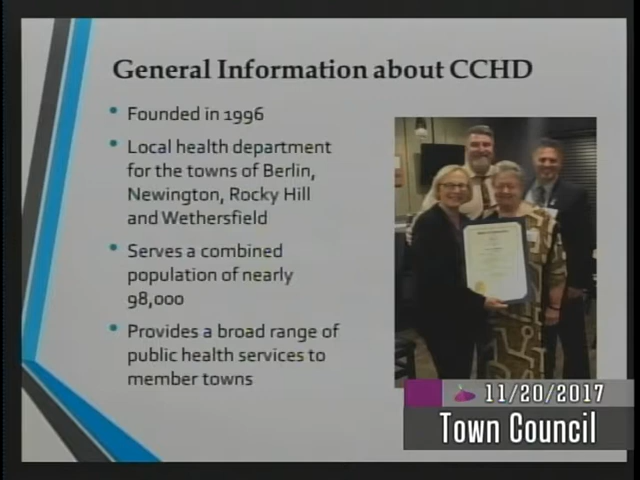 General Information about CCHD
Founded in 1996
Local health department
for the towns of Berlin,
Newington, Rocky Hill
and Wethersfield
Serves a combined
population of nearly
98,000
Provides a broad range of
public health services to
member towns
11/20/2017
Town Council